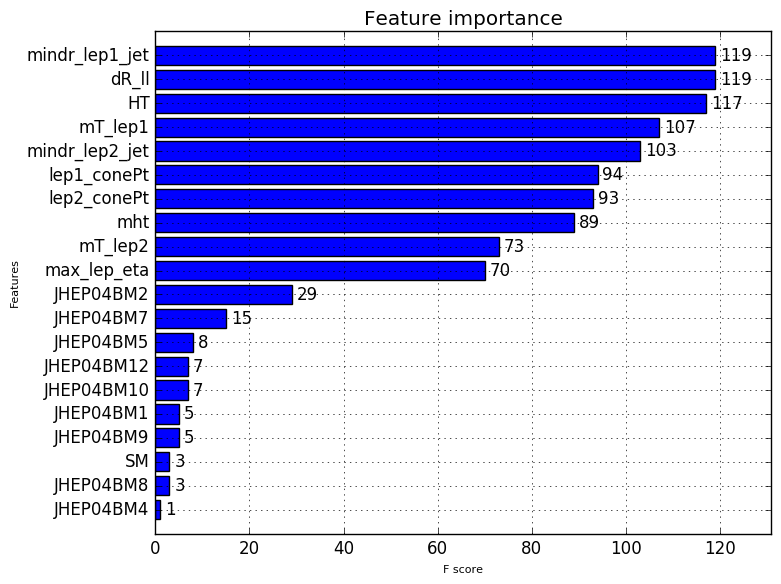 Feature importance
mindr_lep1_jet 119
dR_ll 119
HT 117
mT_lep1 107
mindr_lep2_jet 103
lep1_conePt 94
lep2_conePt 93
mht 89
mT_lep2 73
max_lep_eta 70
JHEP04BM2 29
JHEP04BM7 15
JHEP04BM5 8
JHEP04BM12 7
JHEP04BM10 7
JHEP04BM1 5
JHEP04BM9 5
SM 3
JHEP04BM8 3
JHEP04BM4 1
Features
0 20 40 60 80 100 120
F score